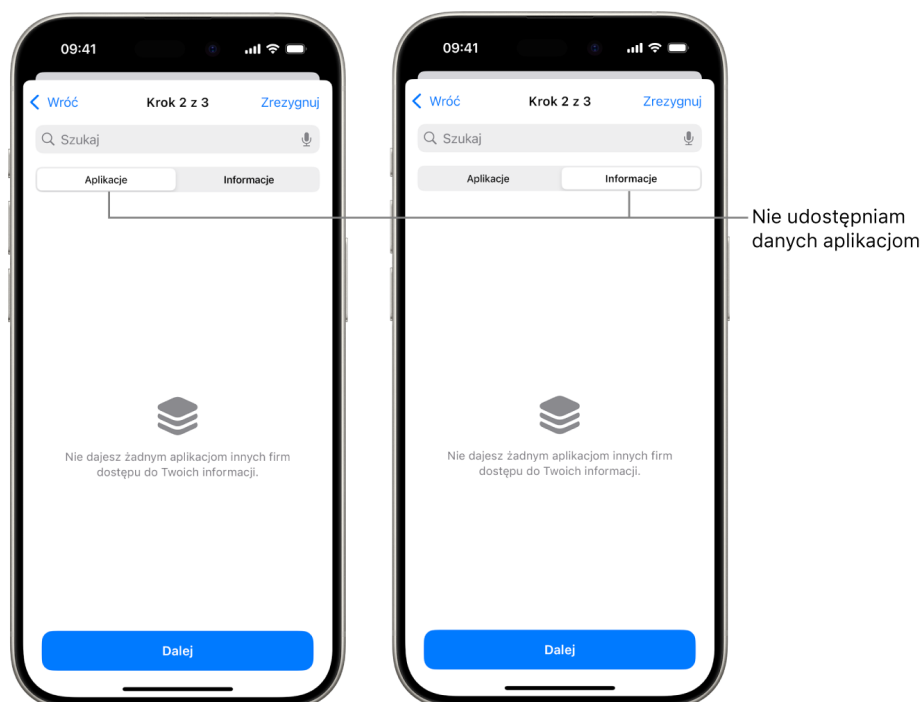 09:41
Wróć Krok 2 z 3 Zrezygnuj
Szukaj
Aplikacje Informacje
Nie dajesz żadnym aplikacjom innych firm
dostępu do Twoich informacji.
Dalej
09:41
Wróć Krok 2 z 3 Zrezygnuj
Szukaj
Aplikacje Informacje
Nie dajesz żadnym aplikacjom innych firm
dostępu do Twoich informacji.
Dalej
Nie udostępniam
danych aplikacjom